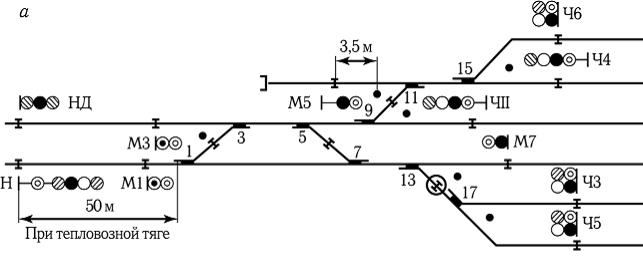 а
Ч6
3,5 м
15
Ч4
НД
М5
9
11
ЧII
М3
1
3
5
7
М7
Н
М1
13
17
Ч3
50 м
Ч5
При тепловозной тяге